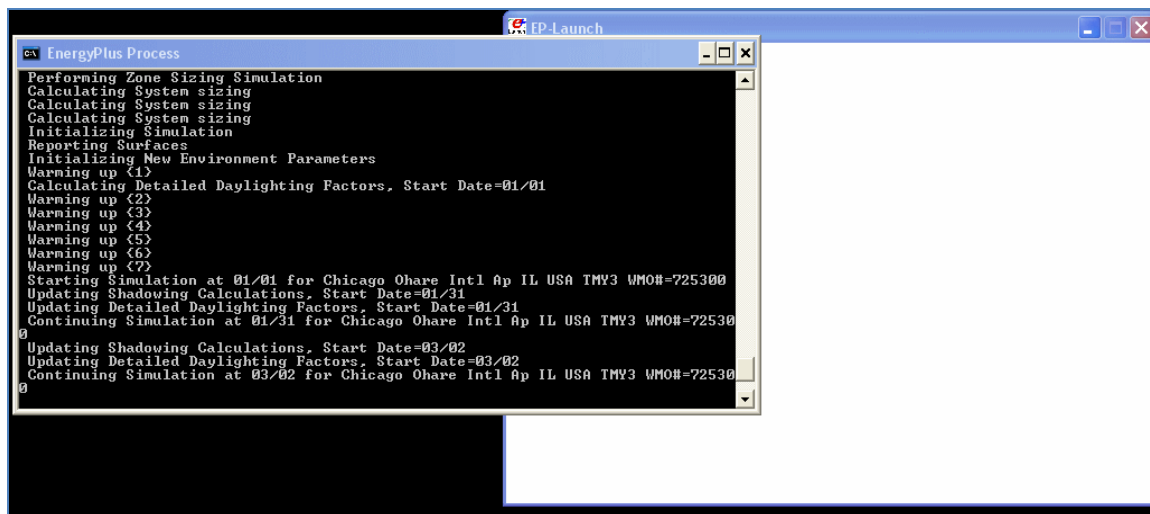 EP-Launch
EnergyPlus Process
Performing Zone Sizing Simulation
Calculating System sizing
Calculating System sizing
Calculating System sizing
Initializing Simulation
Reporting Surfaces
Initializing New Environment Parameters
Warming up {1}
Calculating Detailed Daylighting Factors, Start Date=01/01
Warming up {2}
Warming up {3}
Warming up {4}
Warming up {5}
Warming up {6}
Warming up {7}
Starting Simulation at 01/01 for Chicago Ohare Intl Ap IL USA TMY3 WMO#=725300
Updating Shadowing Calculations, Start Date=01/31
Updating Detailed Daylighting Factors, Start Date=01/31
Continuing Simulation at 01/31 for Chicago Ohare Intl Ap IL USA TMY3 WMO#=72530
0
Updating Shadowing Calculations, Start Date=03/02
Updating Detailed Daylighting Factors, Start Date=03/02
Continuing Simulation at 03/02 for Chicago Ohare Intl Ap IL USA TMY3 WMO#=72530
0